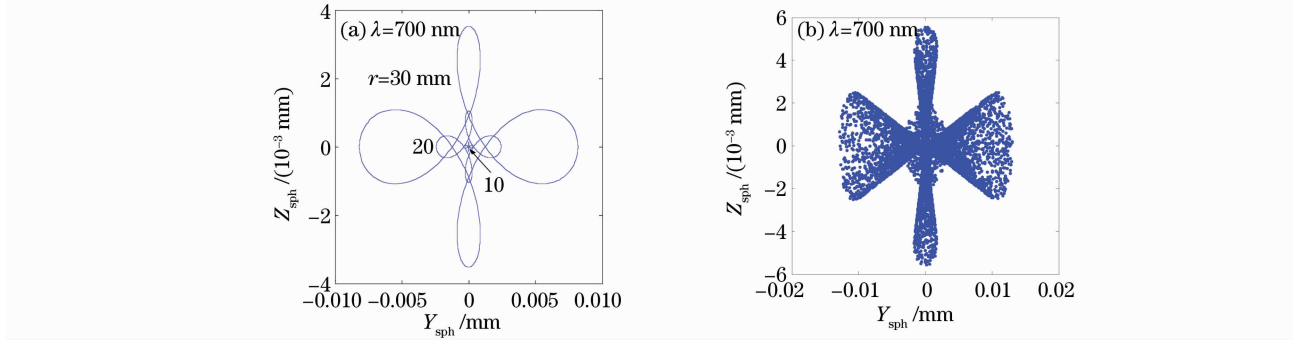 (a) λ=700 nm
r=30 mm
20
10
4
2
0
−2
−4
Z_sph /(10⁻³ mm)
−0.010 −0.005 0 0.005 0.010
Y_sph /mm
(b) λ=700 nm
6
4
2
0
−2
−4
−6
Z_sph /(10⁻³ mm)
−0.02 −0.01 0 0.01 0.02
Y_sph /mm